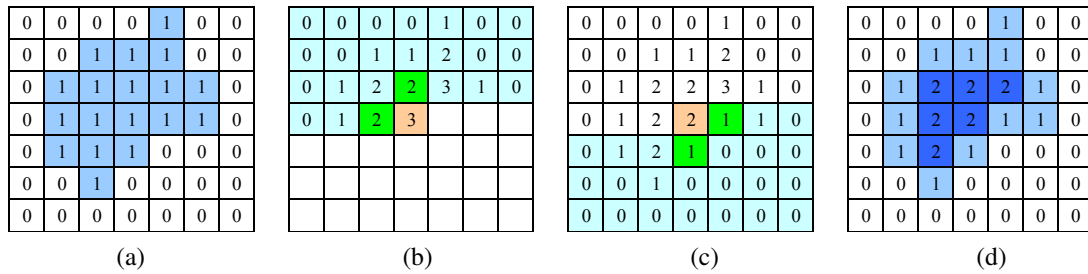 0 0 0 0 1 0 0
0 0 1 1 1 0 0
0 1 1 1 1 1 0
0 1 1 1 1 1 0
0 1 1 1 0 0 0
0 0 1 0 0 0 0
0 0 0 0 0 0 0
(a)
0 0 0 0 1 0 0
0 0 1 1 2 0 0
0 1 2 2 3 1 0
0 1 2 3
(b)
0 0 0 0 1 0 0
0 0 1 1 2 0 0
0 1 2 2 3 1 0
0 1 2 2 1 1 0
0 1 2 1 0 0 0
0 0 1 0 0 0 0
0 0 0 0 0 0 0
(c)
0 0 0 0 1 0 0
0 0 1 1 1 0 0
0 1 2 2 2 1 0
0 1 2 2 1 1 0
0 1 2 1 0 0 0
0 0 1 0 0 0 0
0 0 0 0 0 0 0
(d)